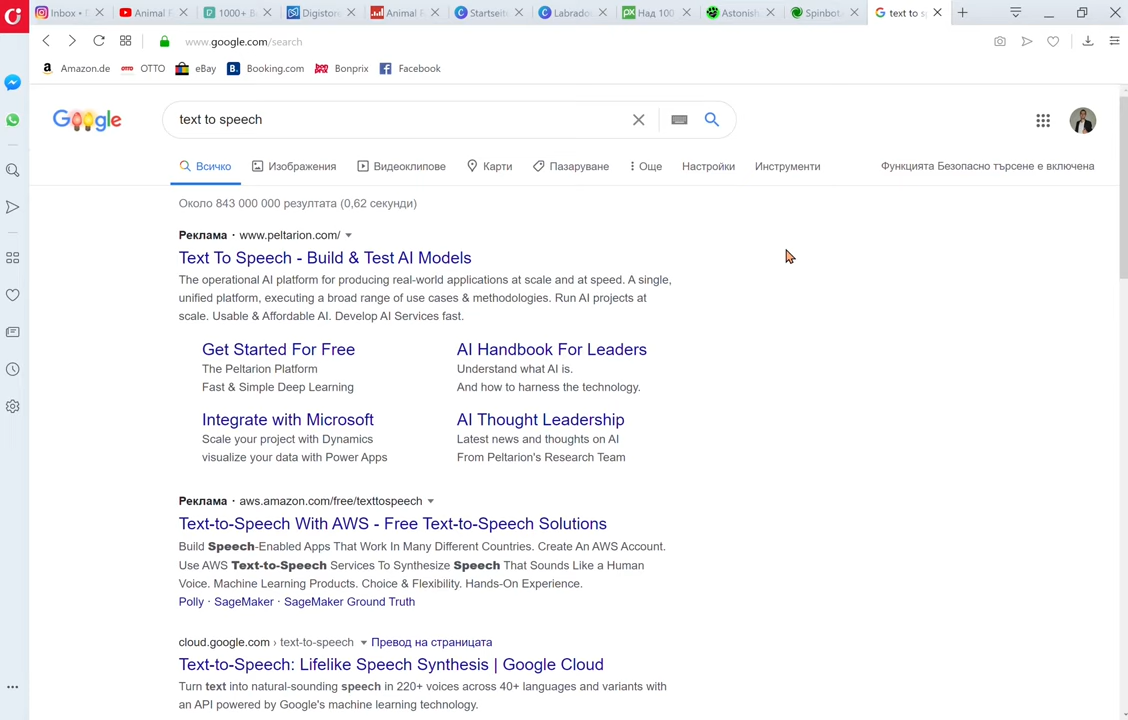 Inbox •
Animal F
1000+ B
Digistore
Animal E
Startseit
Labrado
Над 100
Astonish
Spinbot.
text to s
www.google.com/search
Amazon.de
OTTO
eBay
Booking.com
Bonprix
Facebook
Google
text to speech
Всичко
Изображения
Видеоклипове
Карти
Пазаруване
Още
Настройки
Инструменти
Функцията Безопасно търсене е включена
Около 843 000 000 резултата (0,62 секунди)
Реклама · www.peltarion.com/
Text To Speech - Build & Test AI Models
The operational AI platform for producing real-world applications at scale and at speed. A single,
unified platform, executing a broad range of use cases & methodologies. Run AI projects at
scale. Usable & Affordable AI. Develop AI Services fast.
Get Started For Free
The Peltarion Platform
Fast & Simple Deep Learning
AI Handbook For Leaders
Understand what AI is.
And how to harness the technology.
Integrate with Microsoft
Scale your project with Dynamics
visualize your data with Power Apps
AI Thought Leadership
Latest news and thoughts on AI
From Peltarion's Research Team
Реклама · aws.amazon.com/free/texttospeech
Text-to-Speech With AWS - Free Text-to-Speech Solutions
Build Speech-Enabled Apps That Work In Many Different Countries. Create An AWS Account.
Use AWS Text-to-Speech Services To Synthesize Speech That Sounds Like a Human
Voice. Machine Learning Products. Choice & Flexibility. Hands-On Experience.
Polly · SageMaker · SageMaker Ground Truth
cloud.google.com › text-to-speech Превод на страницата
Text-to-Speech: Lifelike Speech Synthesis | Google Cloud
Turn text into natural-sounding speech in 220+ voices across 40+ languages and variants with
an API powered by Google's machine learning technology.